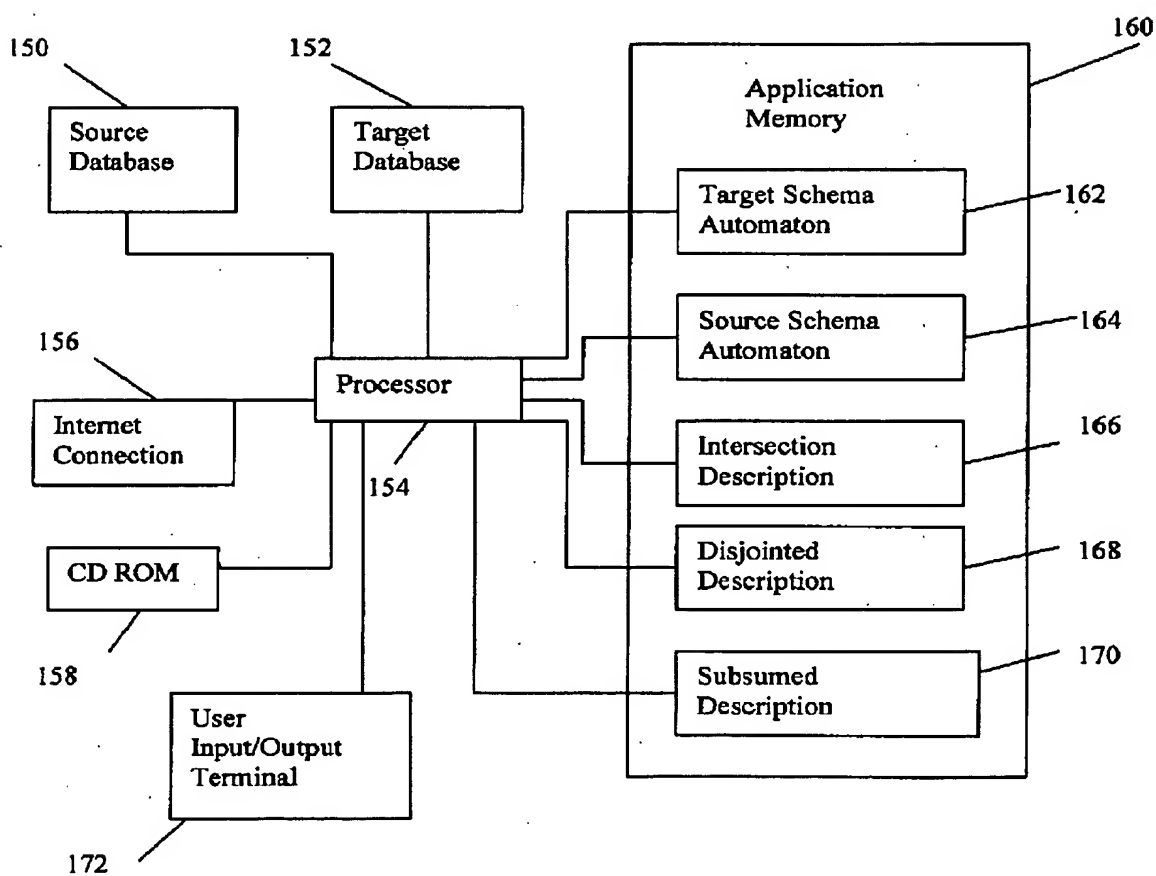 150
152
160
Source
Database
Target
Database
Application
Memory
Target Schema
Automaton
162
Source Schema
Automaton
164
156
Processor
Internet
Connection
154
Intersection
Description
166
CD ROM
158
Disjointed
Description
168
User
Input/Output
Terminal
172
Subsumed
Description
170